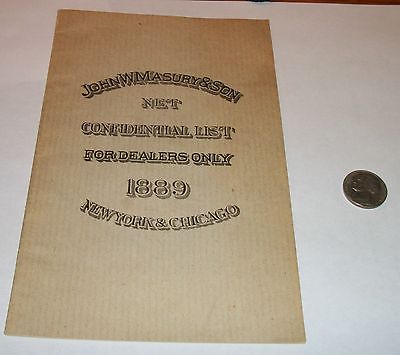 JOHN W. MASURY & SON
NET
CONFIDENTIAL LIST
FOR DEALERS ONLY
1889
NEW YORK & CHICAGO